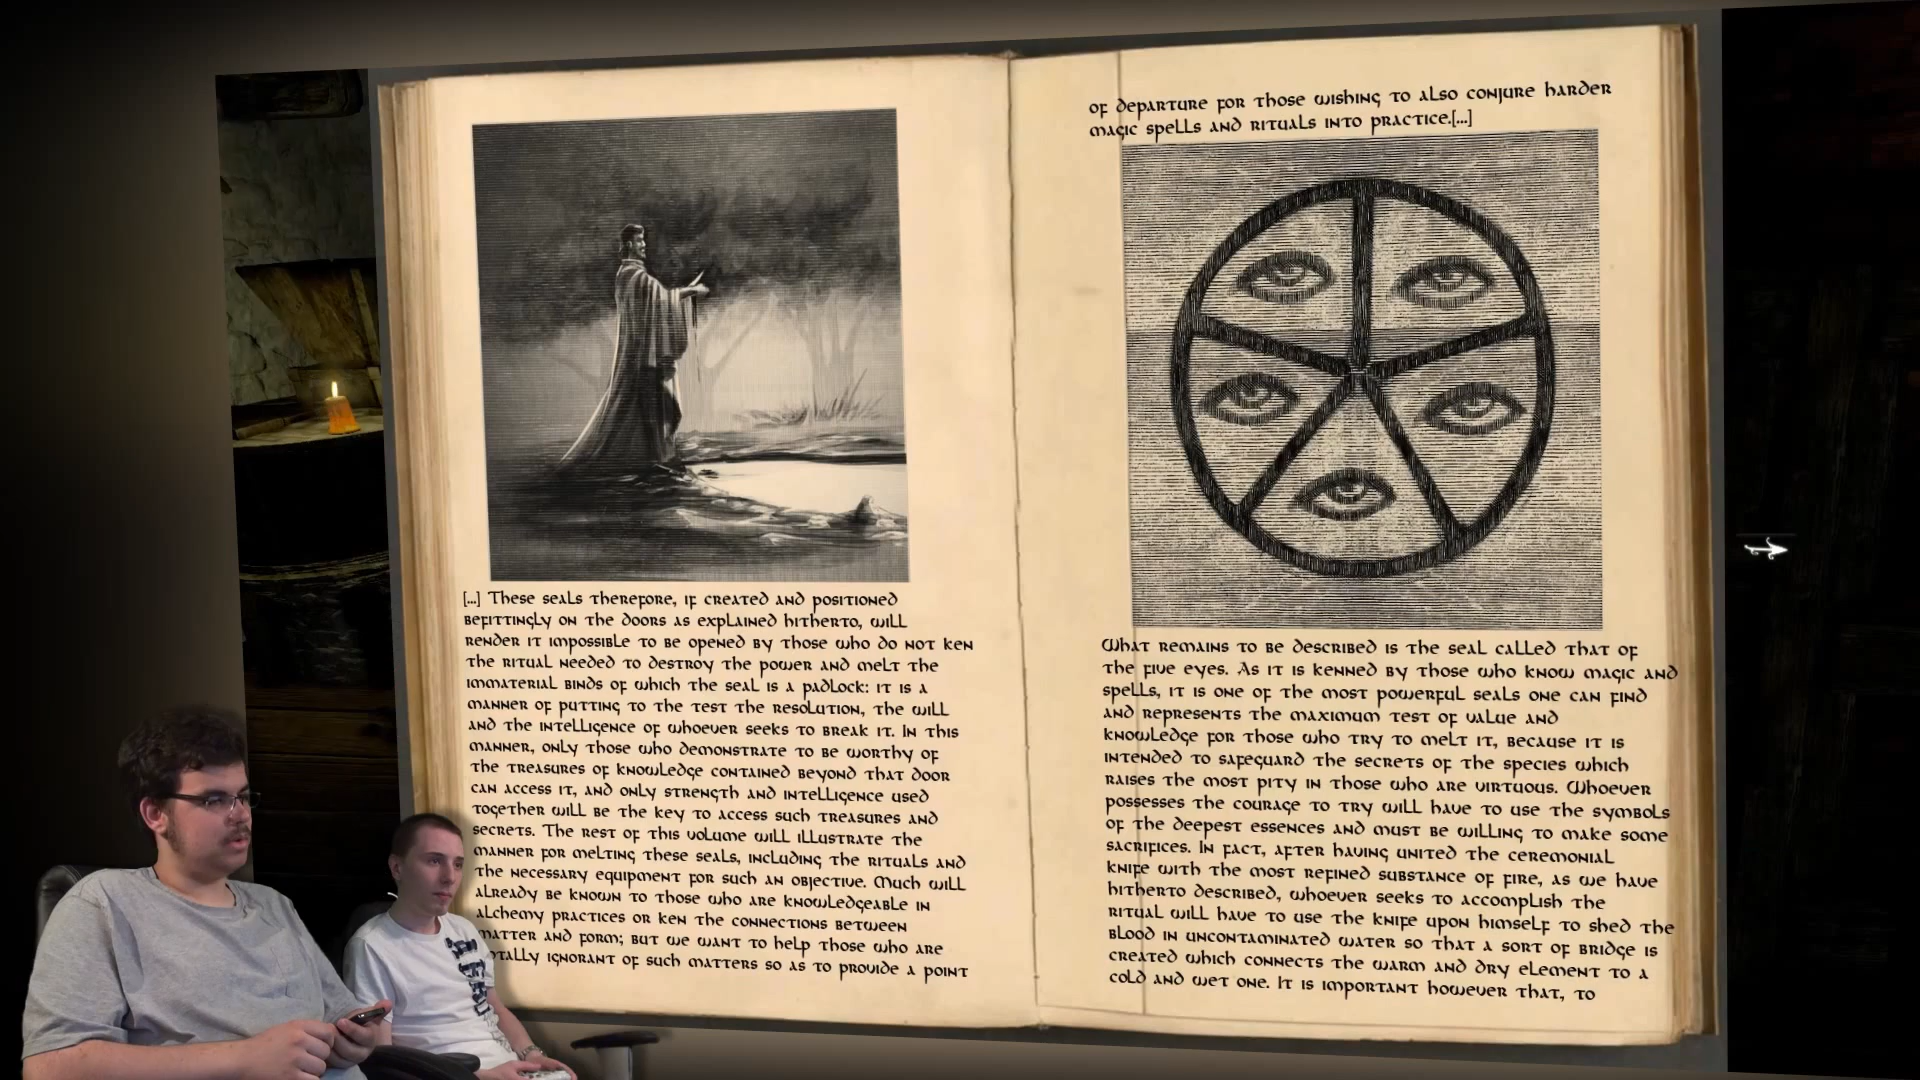 [...] These seals therefore, if created and positioned
befittingly on the doors as explained hitherto, will
render it impossible to be opened by those who do not ken
the ritual needed to destroy the power and melt the
immaterial binds of which the seal is a padlock: it is a
manner of putting to the test the resolution, the will
and the intelligence of whoever seeks to break it. In this
manner, only those who demonstrate to be worthy of
the treasures of knowledge contained beyond that door
can access it, and only strength and intelligence used
together will be the key to access such treasures and
secrets. The rest of this volume will illustrate the
manner for melting these seals, including the rituals and
the necessary equipment for such an objective. Much will
already be known to those who are knowledgeable in
alchemy practices or ken the connections between
matter and form; but we want to help those who are
totally ignorant of such matters so as to provide a point
of departure for those wishing to also conjure harder
magic spells and rituals into practice.[...]
What remains to be described is the seal called that of
the five eyes. As it is kenned by those who know magic and
spells, it is one of the most powerful seals one can find
and represents the maximum test of value and
knowledge for those who try to melt it, because it is
intended to safeguard the secrets of the species which
raises the most pity in those who are virtuous. Whoever
possesses the courage to try will have to use the symbols
of the deepest essences and must be willing to make some
sacrifices. In fact, after having united the ceremonial
knife with the most refined substance of fire, as we have
hitherto described, whoever seeks to accomplish the
ritual will have to use the knife upon himself to shed the
blood in uncontaminated water so that a sort of bridge is
created which connects the warm and dry element to a
cold and wet one. It is important however that, to